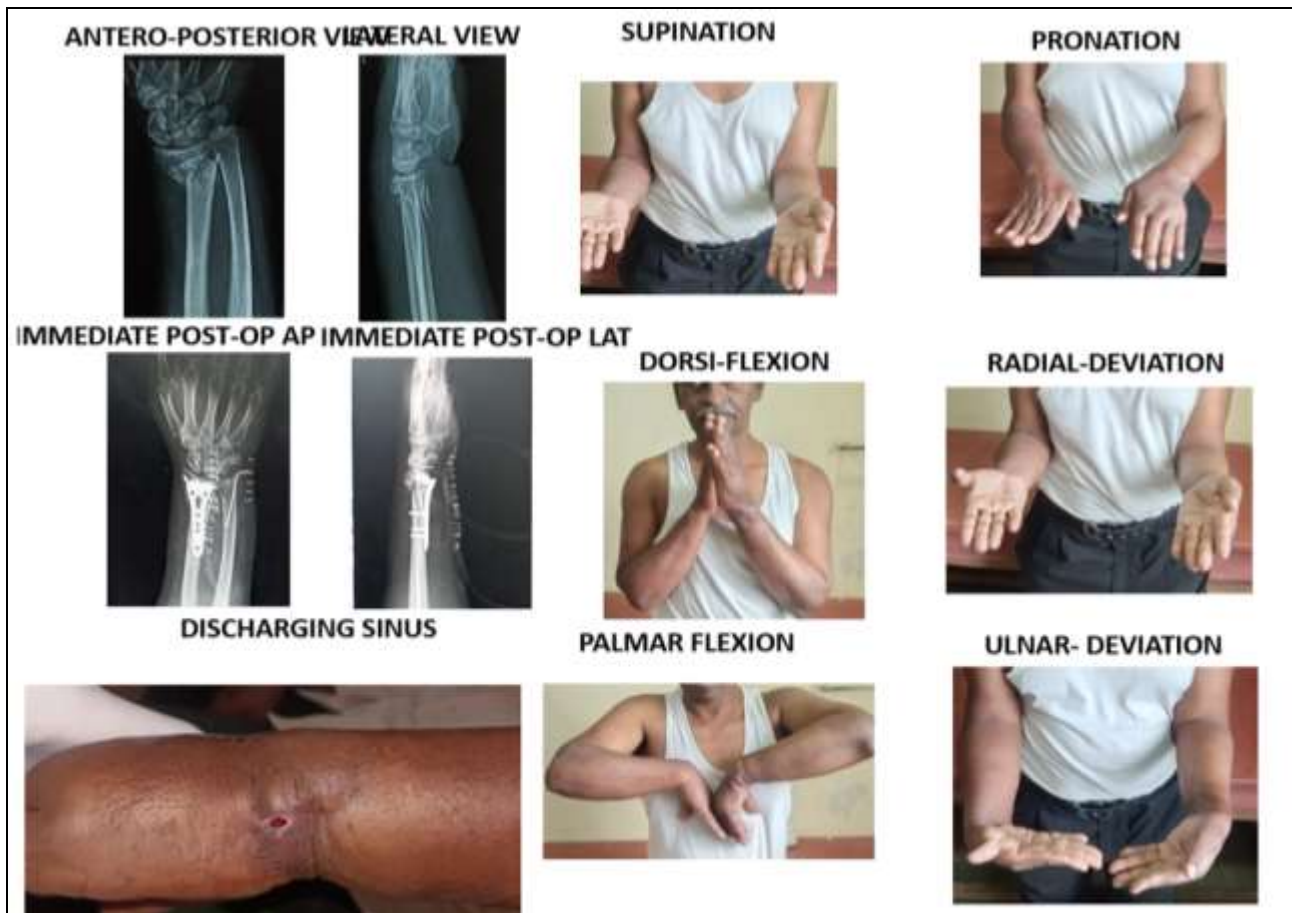 ANTERO-POSTERIOR VIEW
LATERAL VIEW
SUPINATION
PRONATION
IMMEDIATE POST-OP AP
IMMEDIATE POST-OP LAT
DORSI-FLEXION
RADIAL-DEVIATION
DISCHARGING SINUS
PALMAR FLEXION
ULNAR- DEVIATION